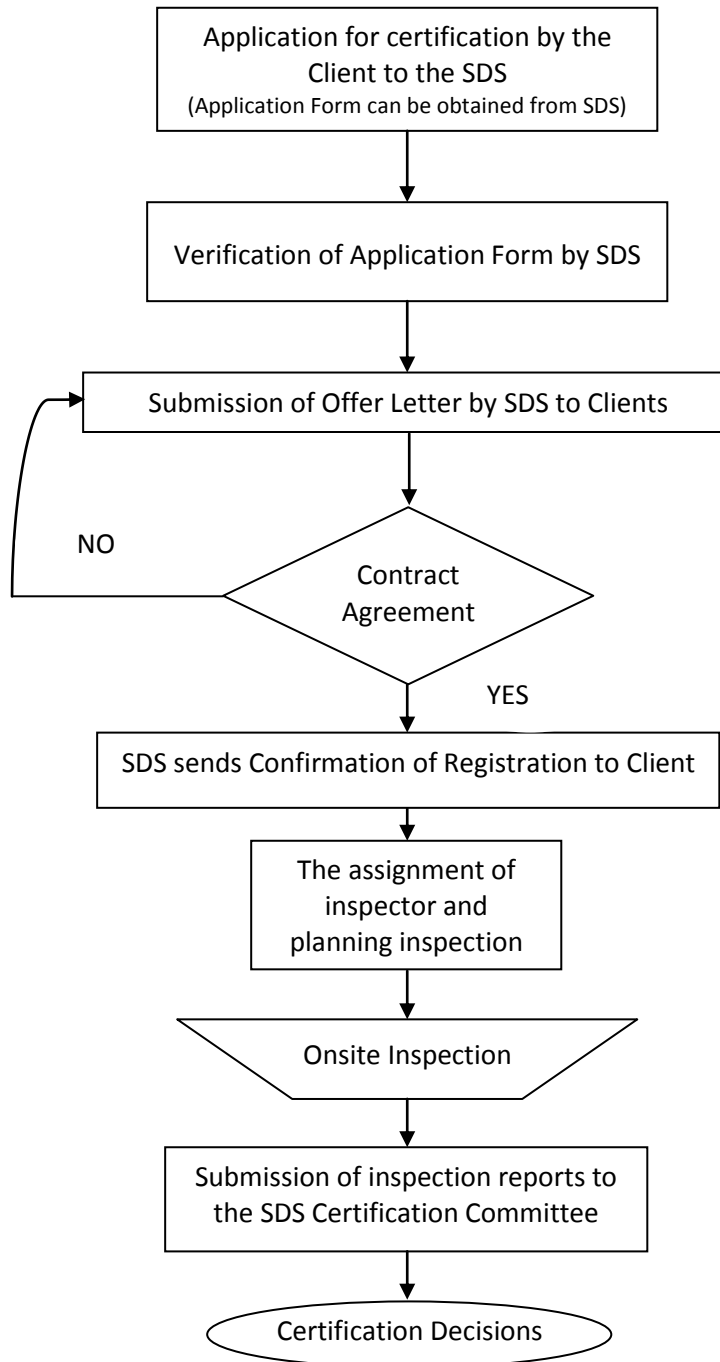 Application for certification by the
Client to the SDS
(Application Form can be obtained from SDS)
Verification of Application Form by SDS
Submission of Offer Letter by SDS to Clients
NO
Contract
Agreement
YES
SDS sends Confirmation of Registration to Client
The assignment of
inspector and
planning inspection
Onsite Inspection
Submission of inspection reports to
the SDS Certification Committee
Certification Decisions